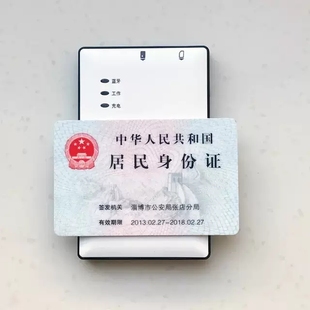 蓝牙
工作
充电
中华人民共和国
居民身份证
签发机关 淄博市公安局张店分局
有效期限 2013.02.27-2018.02.27